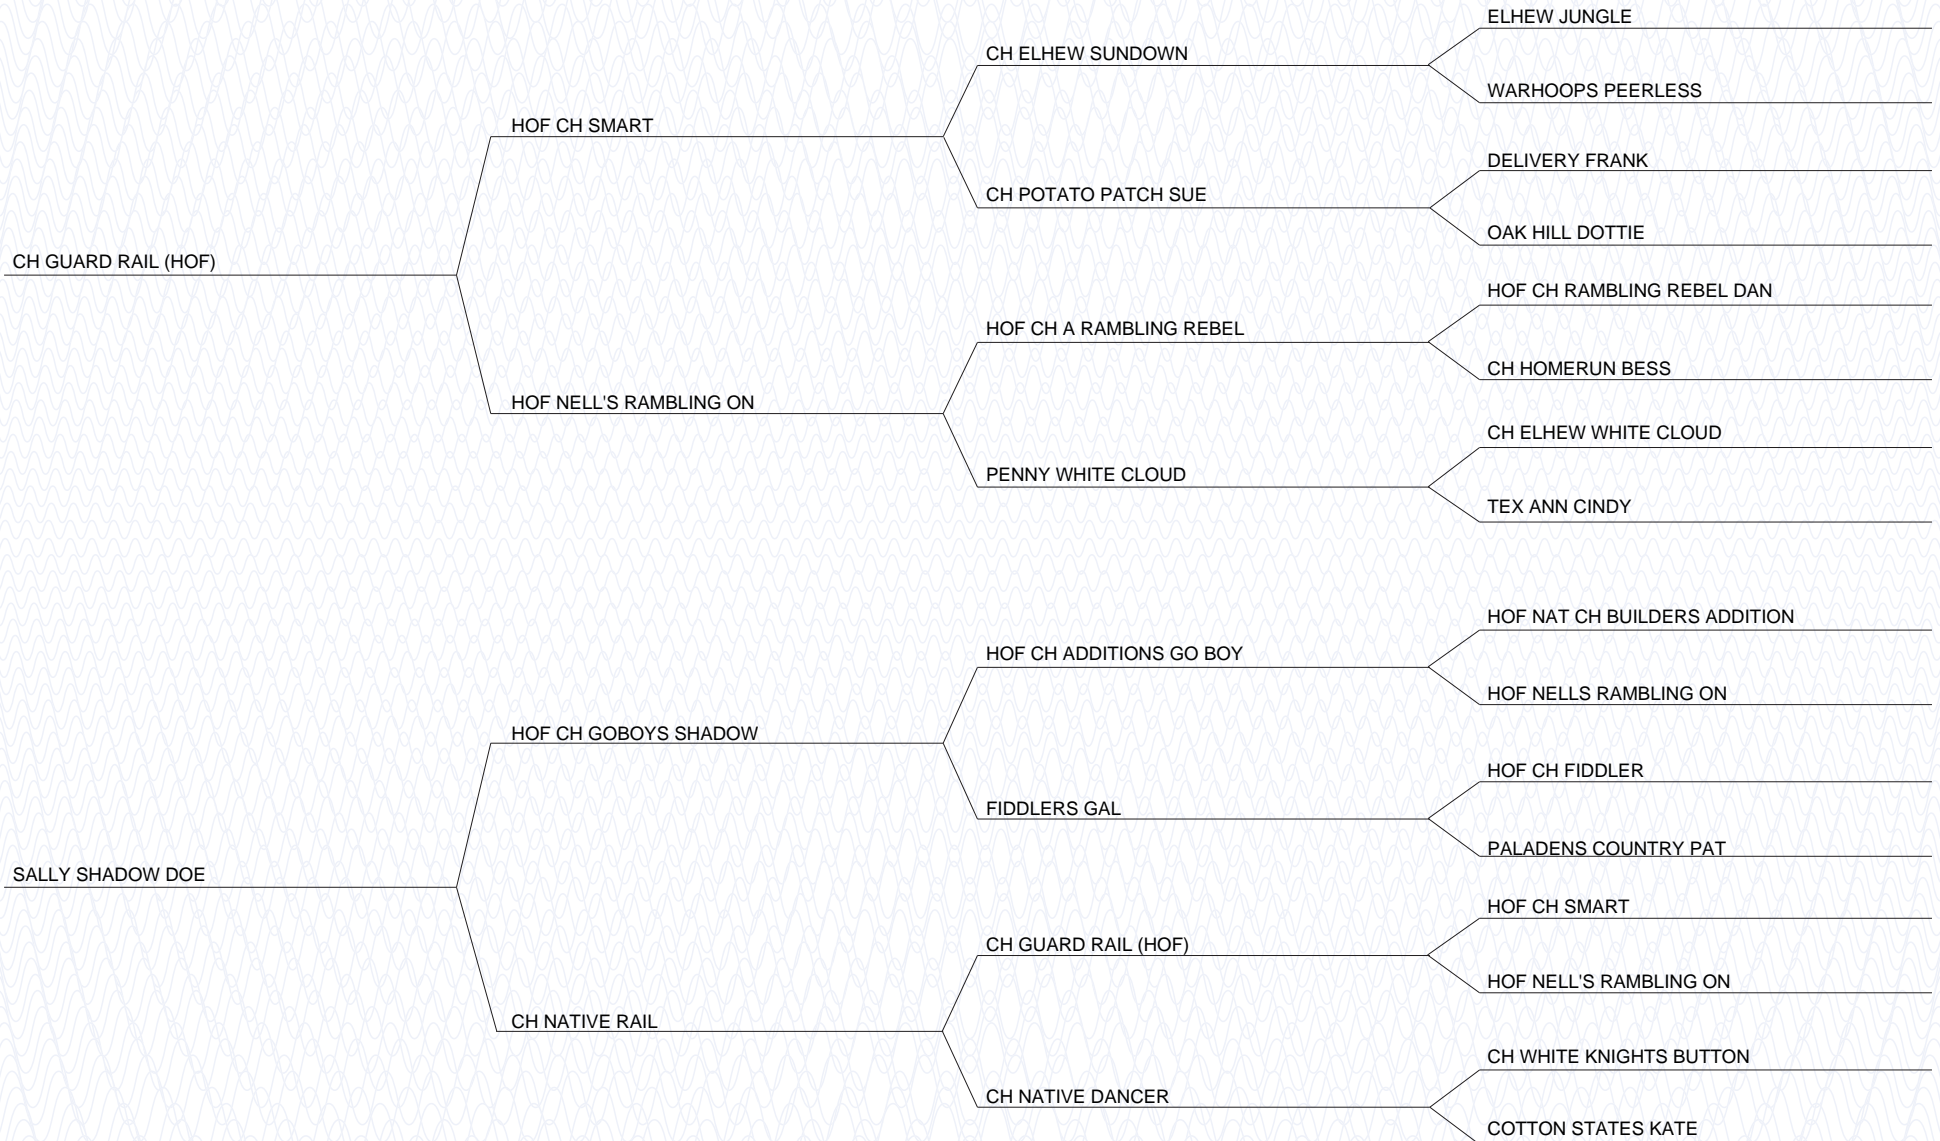 ELHEW JUNGLE
CH ELHEW SUNDOWN
WARHOOPS PEERLESS
HOF CH SMART
DELIVERY FRANK
CH POTATO PATCH SUE
OAK HILL DOTTIE
CH GUARD RAIL (HOF)
HOF CH RAMBLING REBEL DAN
HOF CH A RAMBLING REBEL
CH HOMERUN BESS
HOF NELL'S RAMBLING ON
CH ELHEW WHITE CLOUD
PENNY WHITE CLOUD
TEX ANN CINDY
HOF NAT CH BUILDERS ADDITION
HOF CH ADDITIONS GO BOY
HOF NELLS RAMBLING ON
HOF CH GOBOYS SHADOW
HOF CH FIDDLER
FIDDLERS GAL
PALADENS COUNTRY PAT
SALLY SHADOW DOE
HOF CH SMART
CH GUARD RAIL (HOF)
HOF NELL'S RAMBLING ON
CH NATIVE RAIL
CH WHITE KNIGHTS BUTTON
CH NATIVE DANCER
COTTON STATES KATE